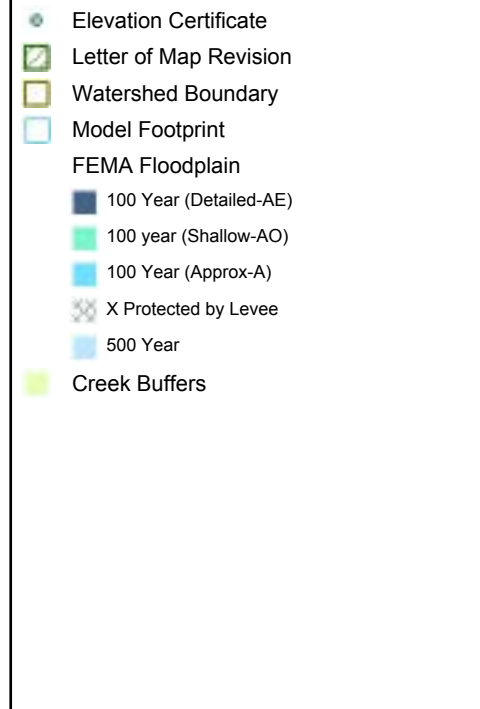 Elevation Certificate
Letter of Map Revision
Watershed Boundary
Model Footprint
FEMA Floodplain
100 Year (Detailed-AE)
100 year (Shallow-AO)
100 Year (Approx-A)
X Protected by Levee
500 Year
Creek Buffers